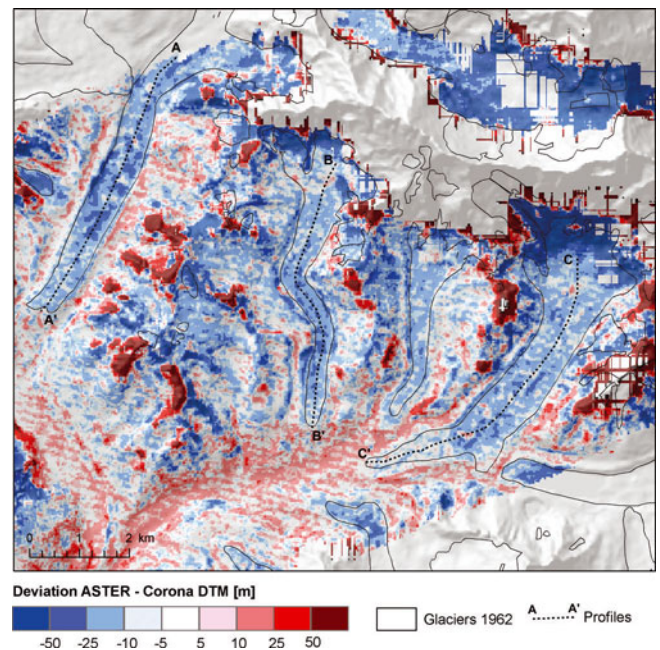 A
B
C
A'
B'
C'
0 1 2 km
Deviation ASTER - Corona DTM [m]
-50 -25 -10 -5 5 10 25 50
Glaciers 1962
A A' Profiles